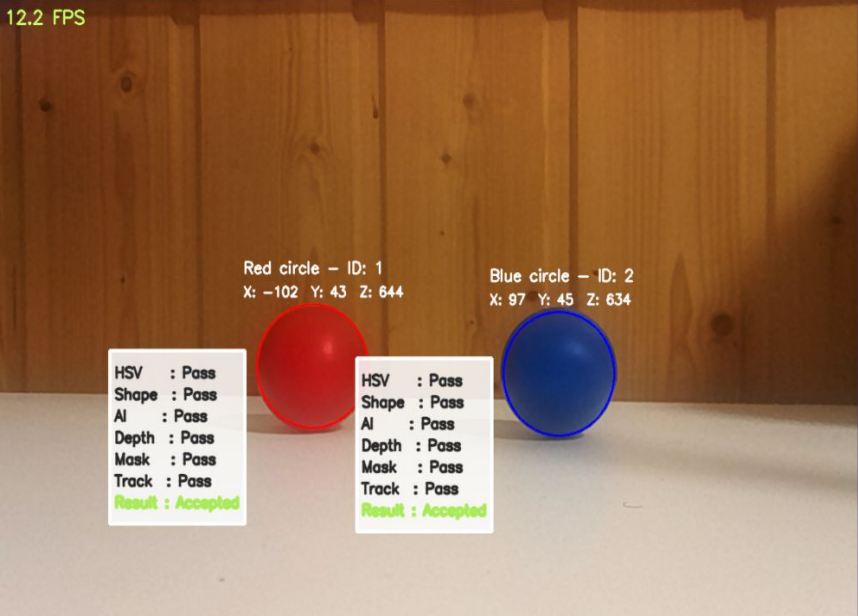 12.2 FPS
Red circle - ID: 1
X: -102 Y: 43 Z: 644
Blue circle - ID: 2
X: 97 Y: 45 Z: 634
HSV : Pass
Shape : Pass
AI : Pass
Depth : Pass
Mask : Pass
Track : Pass
Result : Accepted
HSV : Pass
Shape : Pass
AI : Pass
Depth : Pass
Mask : Pass
Track : Pass
Result : Accepted